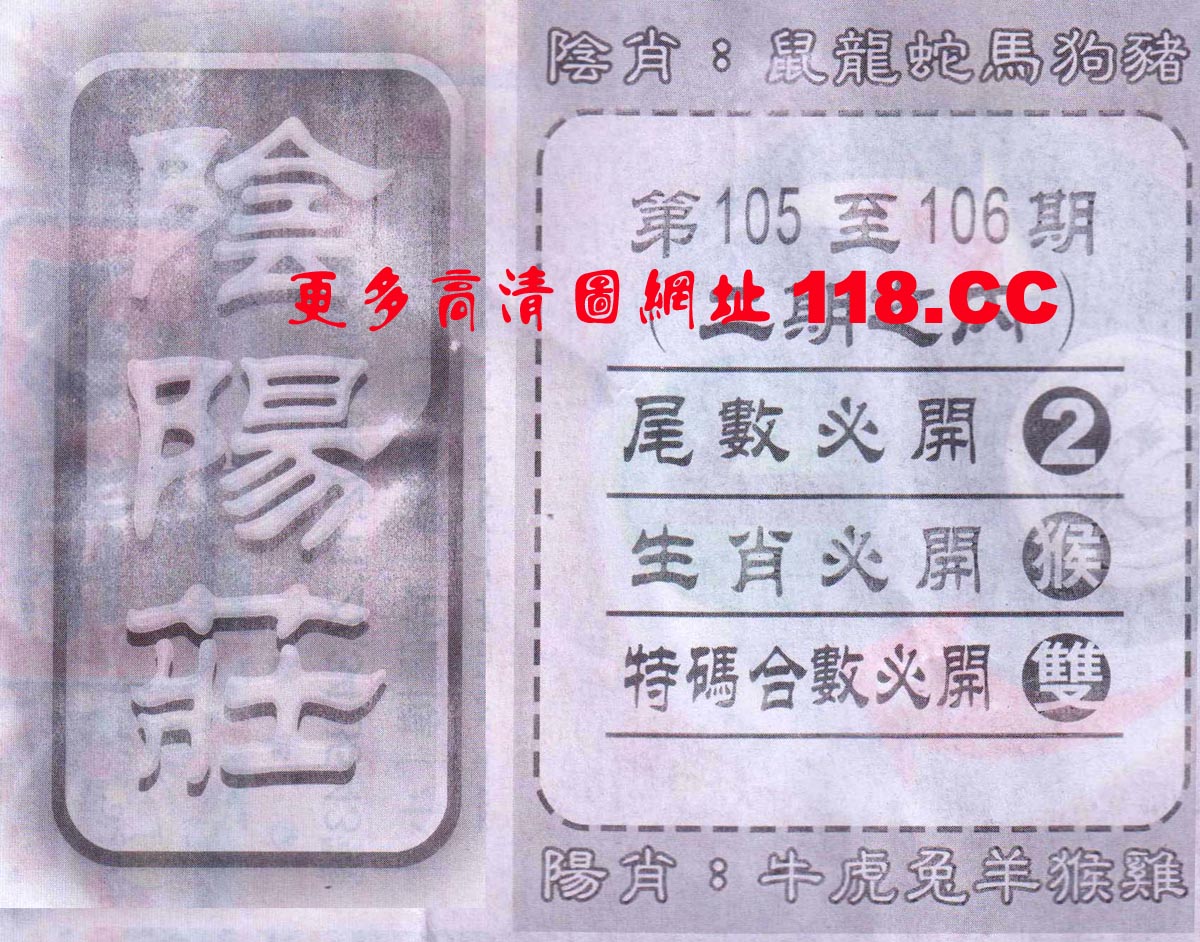 陰陽莊
陰肖：鼠龍蛇馬狗豬
第105至106期
更多高清圖網址 118.CC
尾數必開 2
生肖必開 猴
特碼合數必開 雙
陽肖：牛虎兔羊猴雞